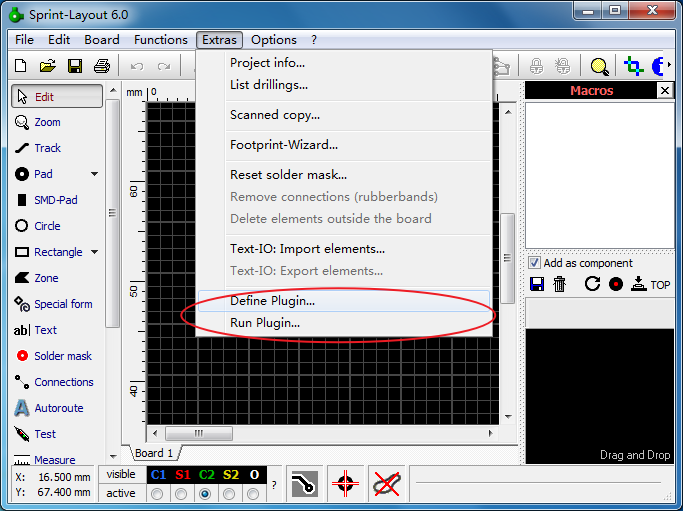 Sprint-Layout 6.0
File Edit Board Functions Extras Options ?
Edit
Zoom
Track
Pad
SMD-Pad
Circle
Rectangle
Zone
Special form
ab| Text
Solder mask
Connections
Autoroute
Test
Measure
mm 0
60
50
40
Project info...
List drillings...
Scanned copy...
Footprint-Wizard...
Reset solder mask...
Remove connections (rubberbands)
Delete elements outside the board
Text-IO: Import elements...
Text-IO: Export elements...
Define Plugin...
Run Plugin...
Macros
Add as component
TOP
Drag and Drop
Board 1
X: 16.500 mm
Y: 67.400 mm
visible C1 S1 C2 S2 O
active
?